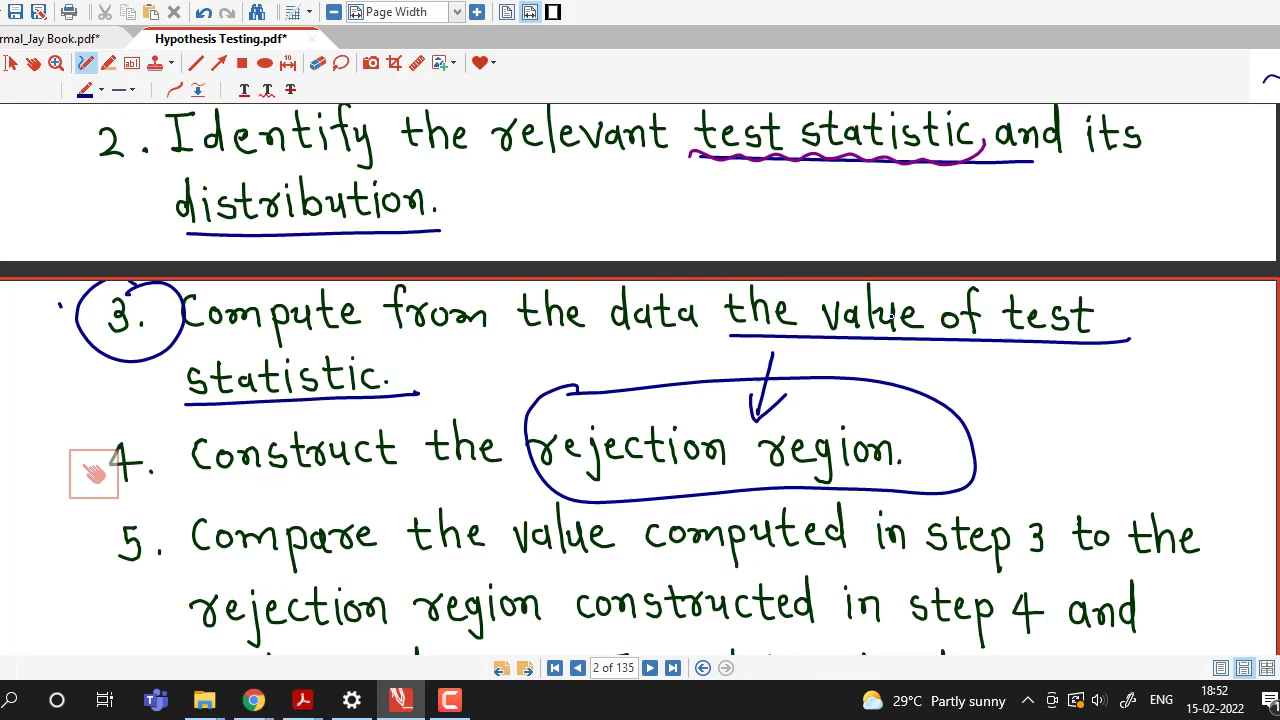 Page Width
rmal_Jay Book.pdf*
Hypothesis Testing.pdf*
2. Identify the relevant test statistic and its
distribution.
3. Compute from the data the value of test
statistic.
4. Construct the rejection region.
5. Compare the value computed in step 3 to the
rejection region constructed in step 4 and
2 of 135
29°C Partly sunny
ENG
18:52
15-02-2022